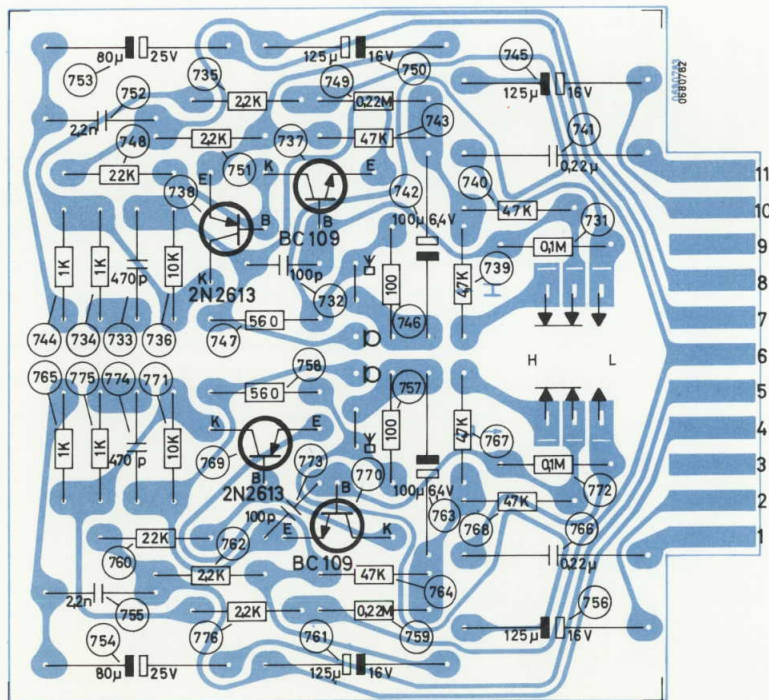 80μ 25V 125μ 16V 745
753 735 749 750 125μ 16V 0680783
0680782
752 2,2K 0,22M
2,2n 2,2K 737 47K 743 741
748 751 0,22μ
22K E K E 740 11
738 742 47K 731 10
B B 100μ 6,4V
BC 109 0,1M 9
1K 1K 470p 10K K 100p 100 47K 739 8
2N2613 732
744 734 733 736 560 746 7
747
H L 6
765 775 774 771 758 757
560 5
K E 100 47K 767
1K 1K 470p 10K 769 773 4
B 770 0,1M
2N2613 B 3
100p 100μ 6,4V 47K 772
E K 763 768 2
22K 762 766
760 BC 109 1
2,2K 47K 0,22μ
2,2n 764
755 2,2K 0,22M 756
776 759
754 761 125μ 16V
80μ 25V 125μ 16V